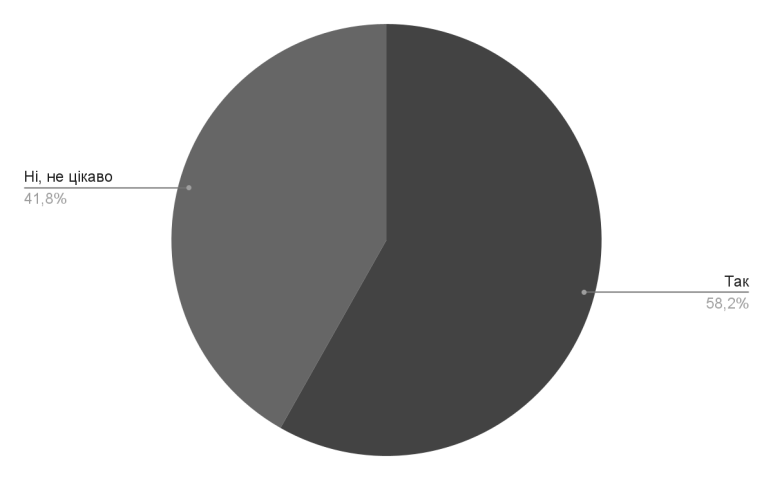 Ні, не цікаво
41,8%
Так
58,2%